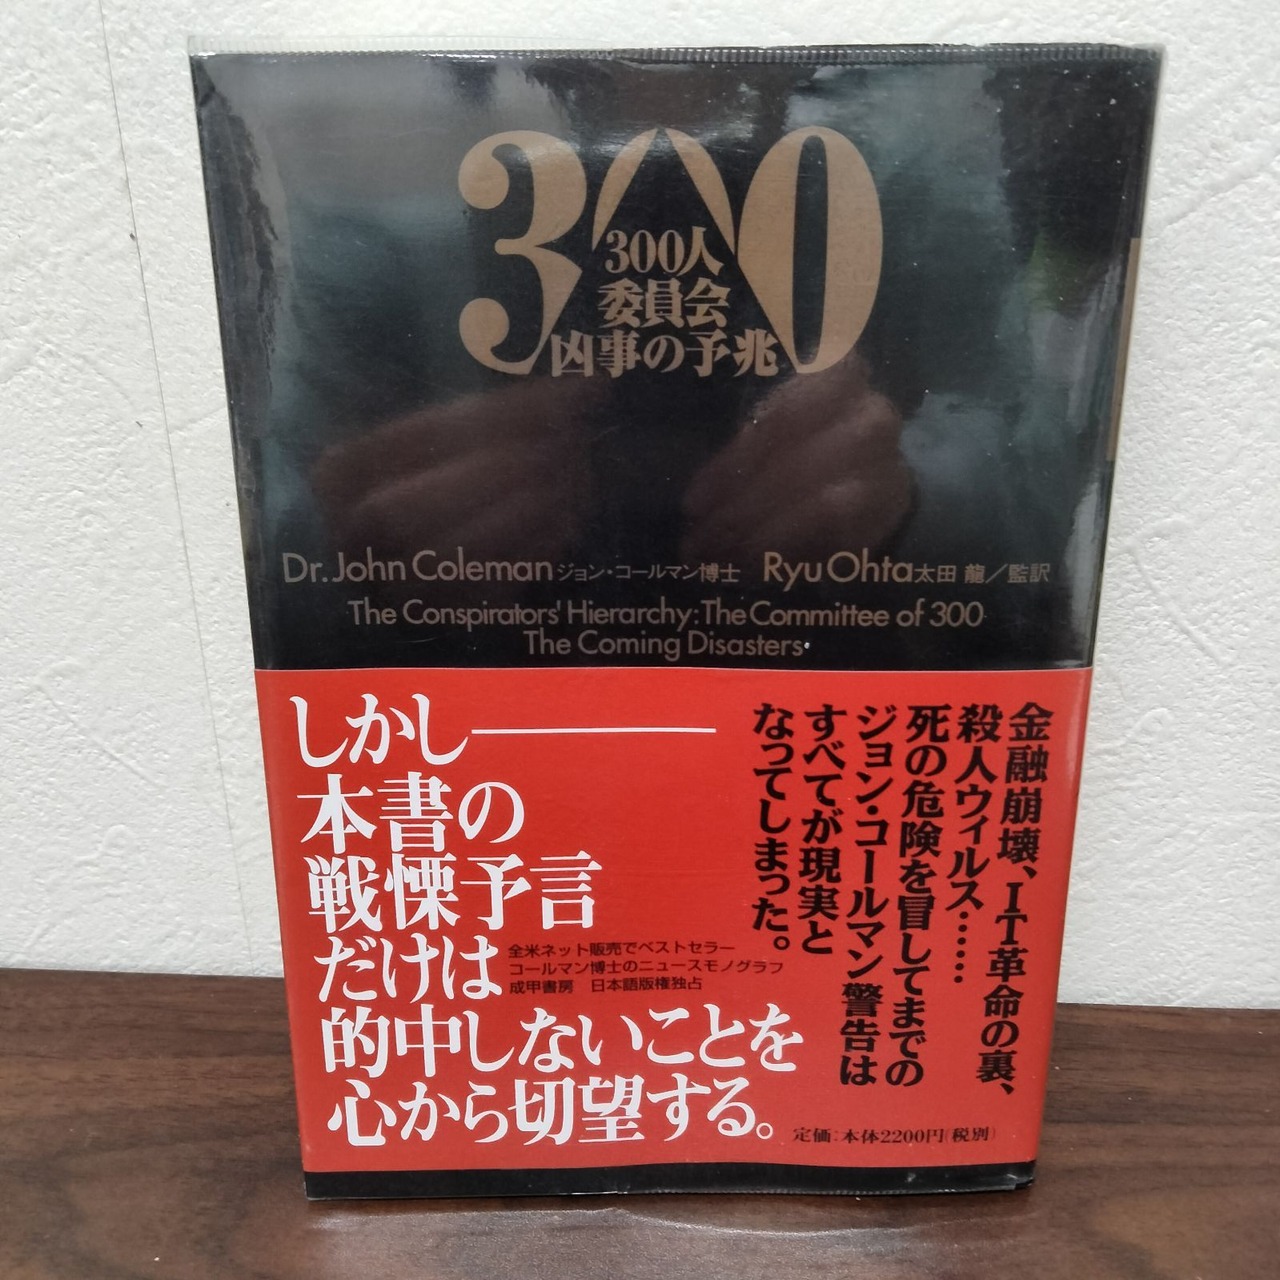 300
300人
委員会
凶事の予兆
Dr. John Coleman ジョン・コールマン博士 Ryu Ohta 太田 龍／監訳
The Conspirators' Hierarchy: The Committee of 300
The Coming Disasters
金融崩壊、IT革命の裏、
殺人ウィルス……
死の危険を冒してまでの
ジョン・コールマン警告は
すべてが現実と
なってしまった。
しかし――――
本書の
戦慄予言
だけは
全米ネット販売でベストセラー
コールマン博士のニュースモノグラフ
成甲書房 日本語版権独占
的中しないことを
心から切望する。
定価：本体2200円（税別）